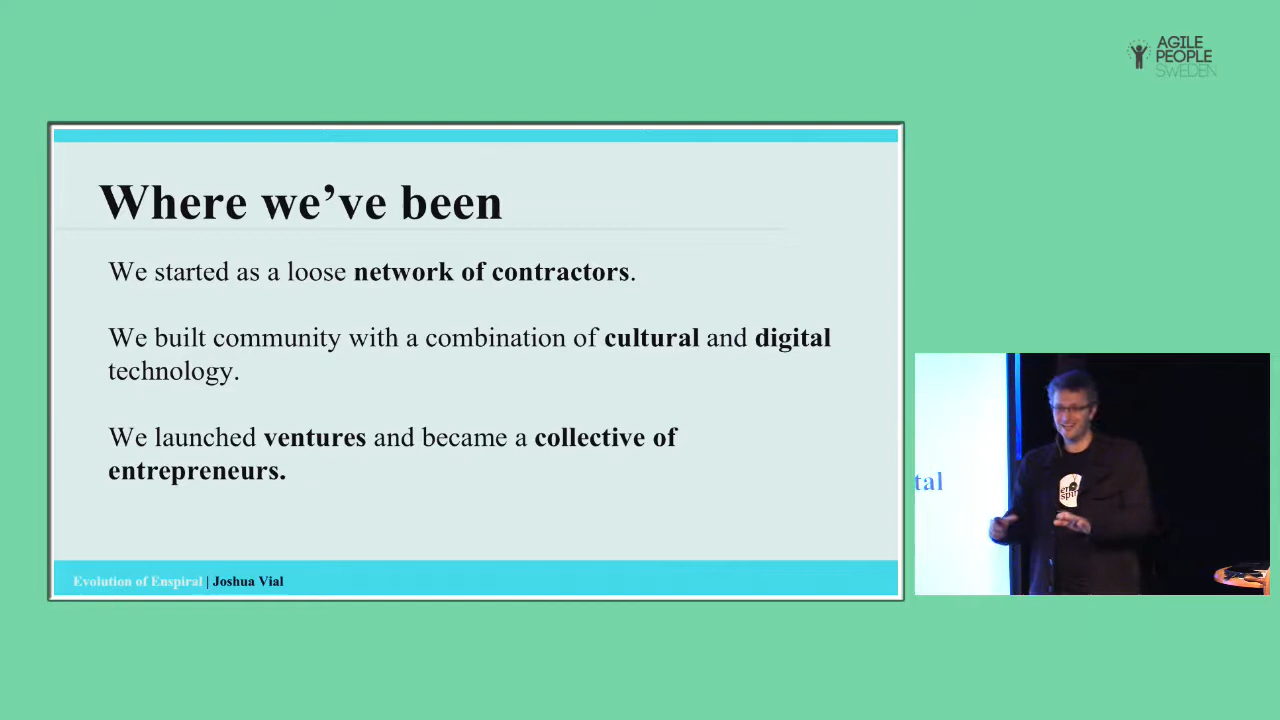 AGILE
PEOPLE
SWEDEN
Where we’ve been
We started as a loose network of contractors.
We built community with a combination of cultural and digital
technology.
We launched ventures and became a collective of
entrepreneurs.
Evolution of Enspiral | Joshua Vial
tal